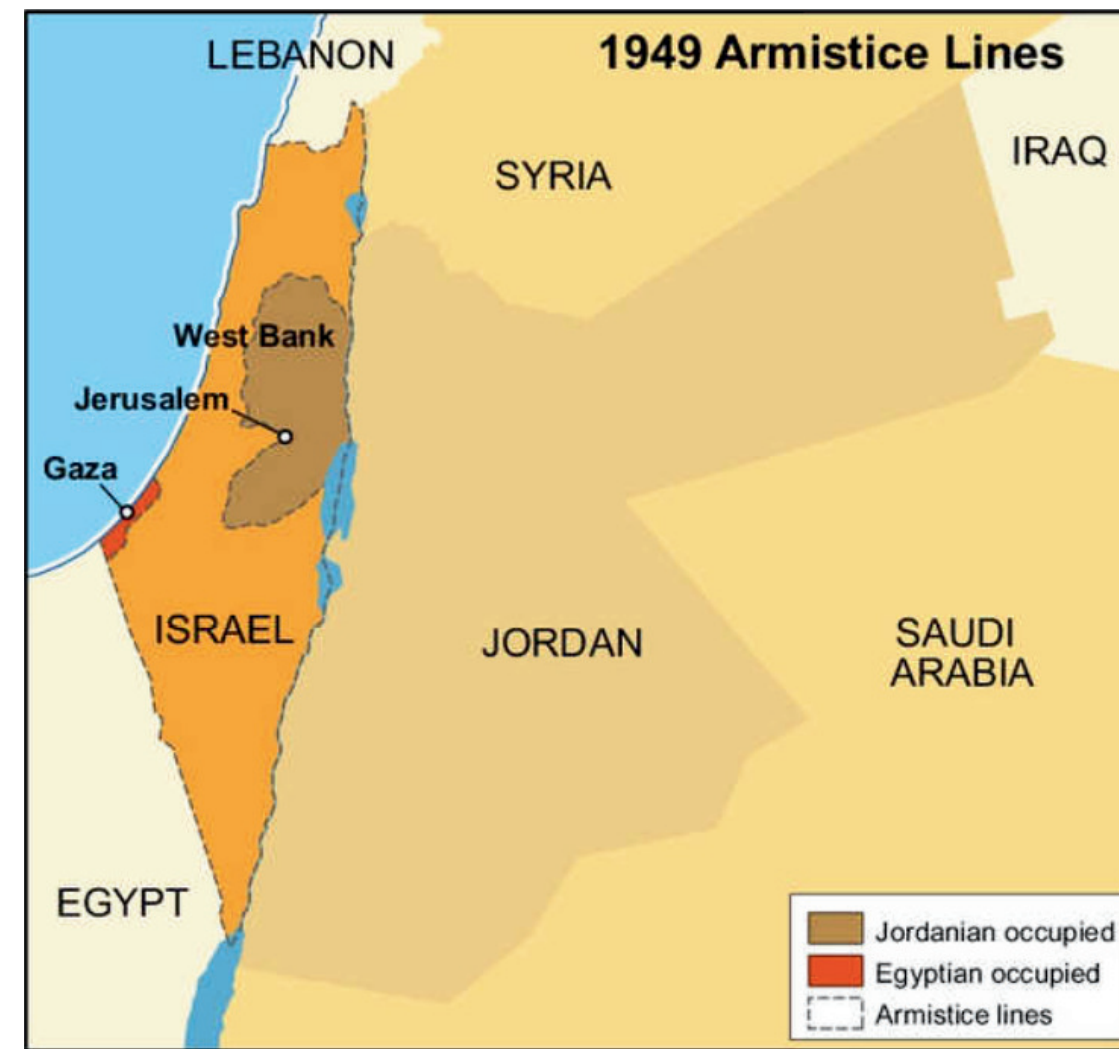 LEBANON
1949 Armistice Lines
IRAQ
SYRIA
West Bank
Jerusalem
Gaza
ISRAEL
JORDAN
SAUDI
ARABIA
EGYPT
Jordanian occupied
Egyptian occupied
Armistice lines